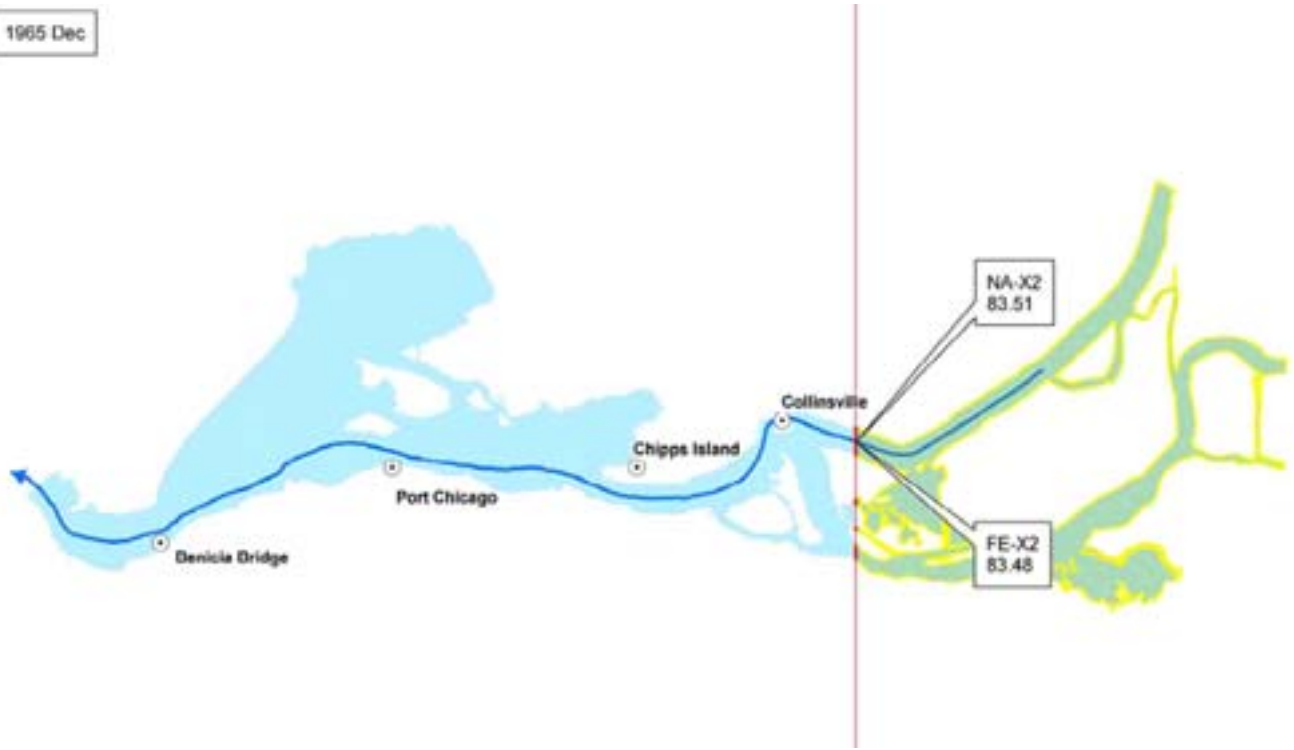 1965 Dec
NA-X2
83.51
Collinsville
Chipps Island
Port Chicago
Benicia Bridge
FE-X2
83.48